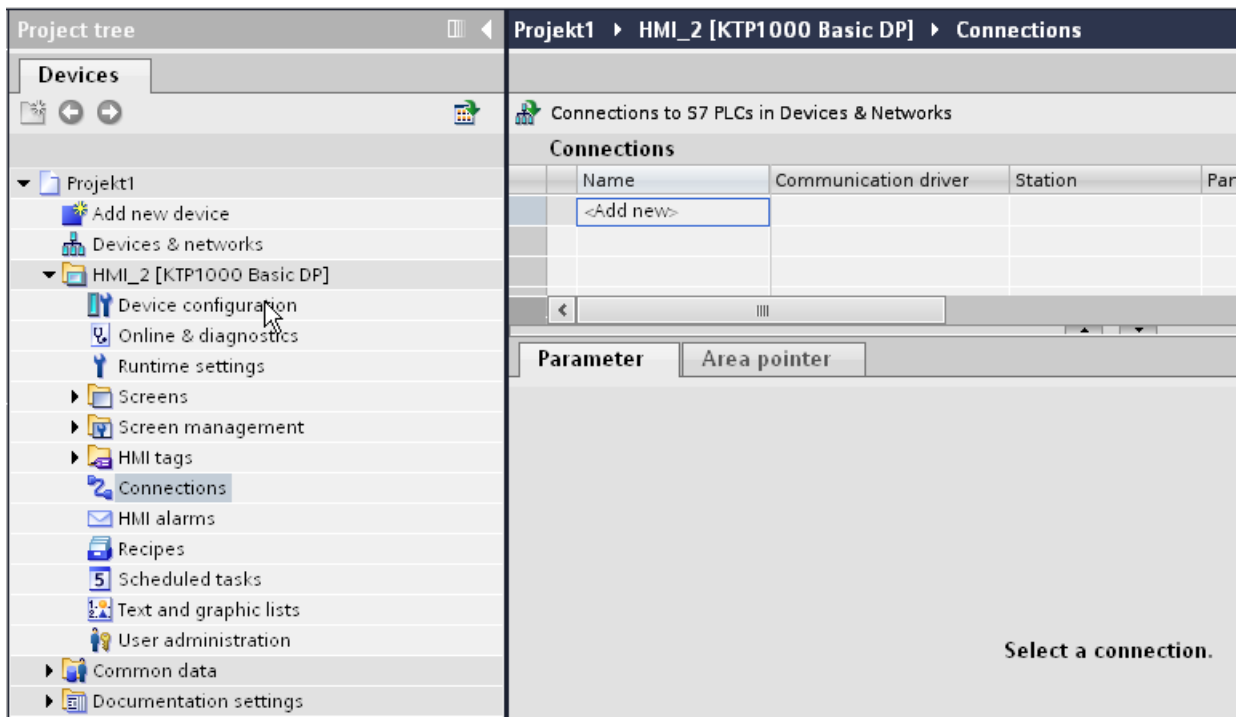 Project tree
Devices
Projekt1
Add new device
Devices & networks
HMI_2 [KTP1000 Basic DP]
Device configuration
Online & diagnostics
Runtime settings
Screens
Screen management
HMI tags
Connections
HMI alarms
Recipes
5 Scheduled tasks
Text and graphic lists
User administration
Common data
Documentation settings
Projekt1 HMI_2 [KTP1000 Basic DP] Connections
Connections to S7 PLCs in Devices & Networks
Connections
Name Communication driver Station Par
<Add new>
Parameter Area pointer
Select a connection.